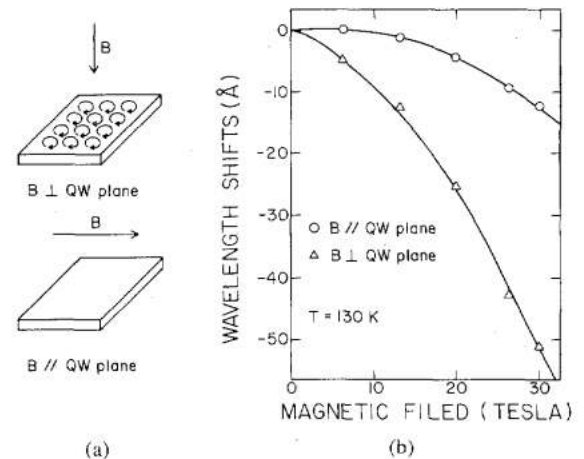 B
B ⊥ QW plane
B
B // QW plane
(a)
WAVELENGTH SHIFTS (Å)
0
-10
-20
-30
-40
-50
○ B // QW plane
△ B ⊥ QW plane
T = 130 K
0 10 20 30
MAGNETIC FILED (TESLA)
(b)